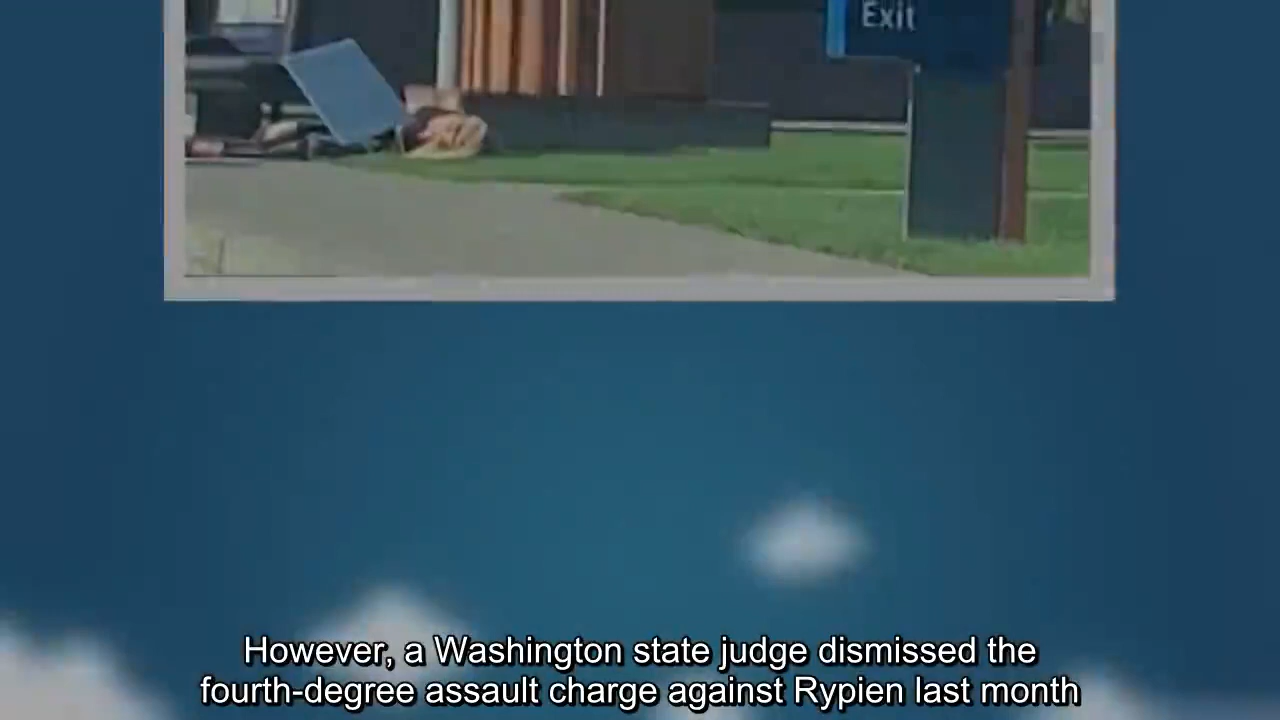 Exit
However, a Washington state judge dismissed the
fourth-degree assault charge against Rypien last month